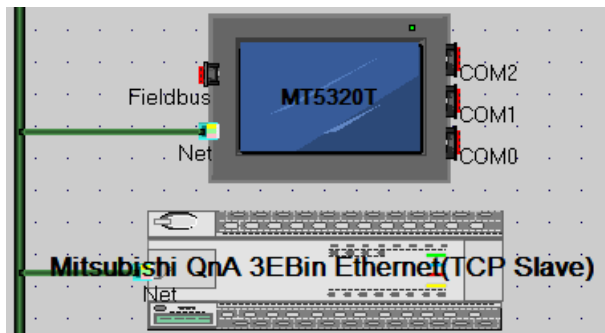 COM2
Fieldbus
MT5320T
COM1
Net
COM0
Mitsubishi QnA 3EBin Ethernet(TCP Slave)
Net